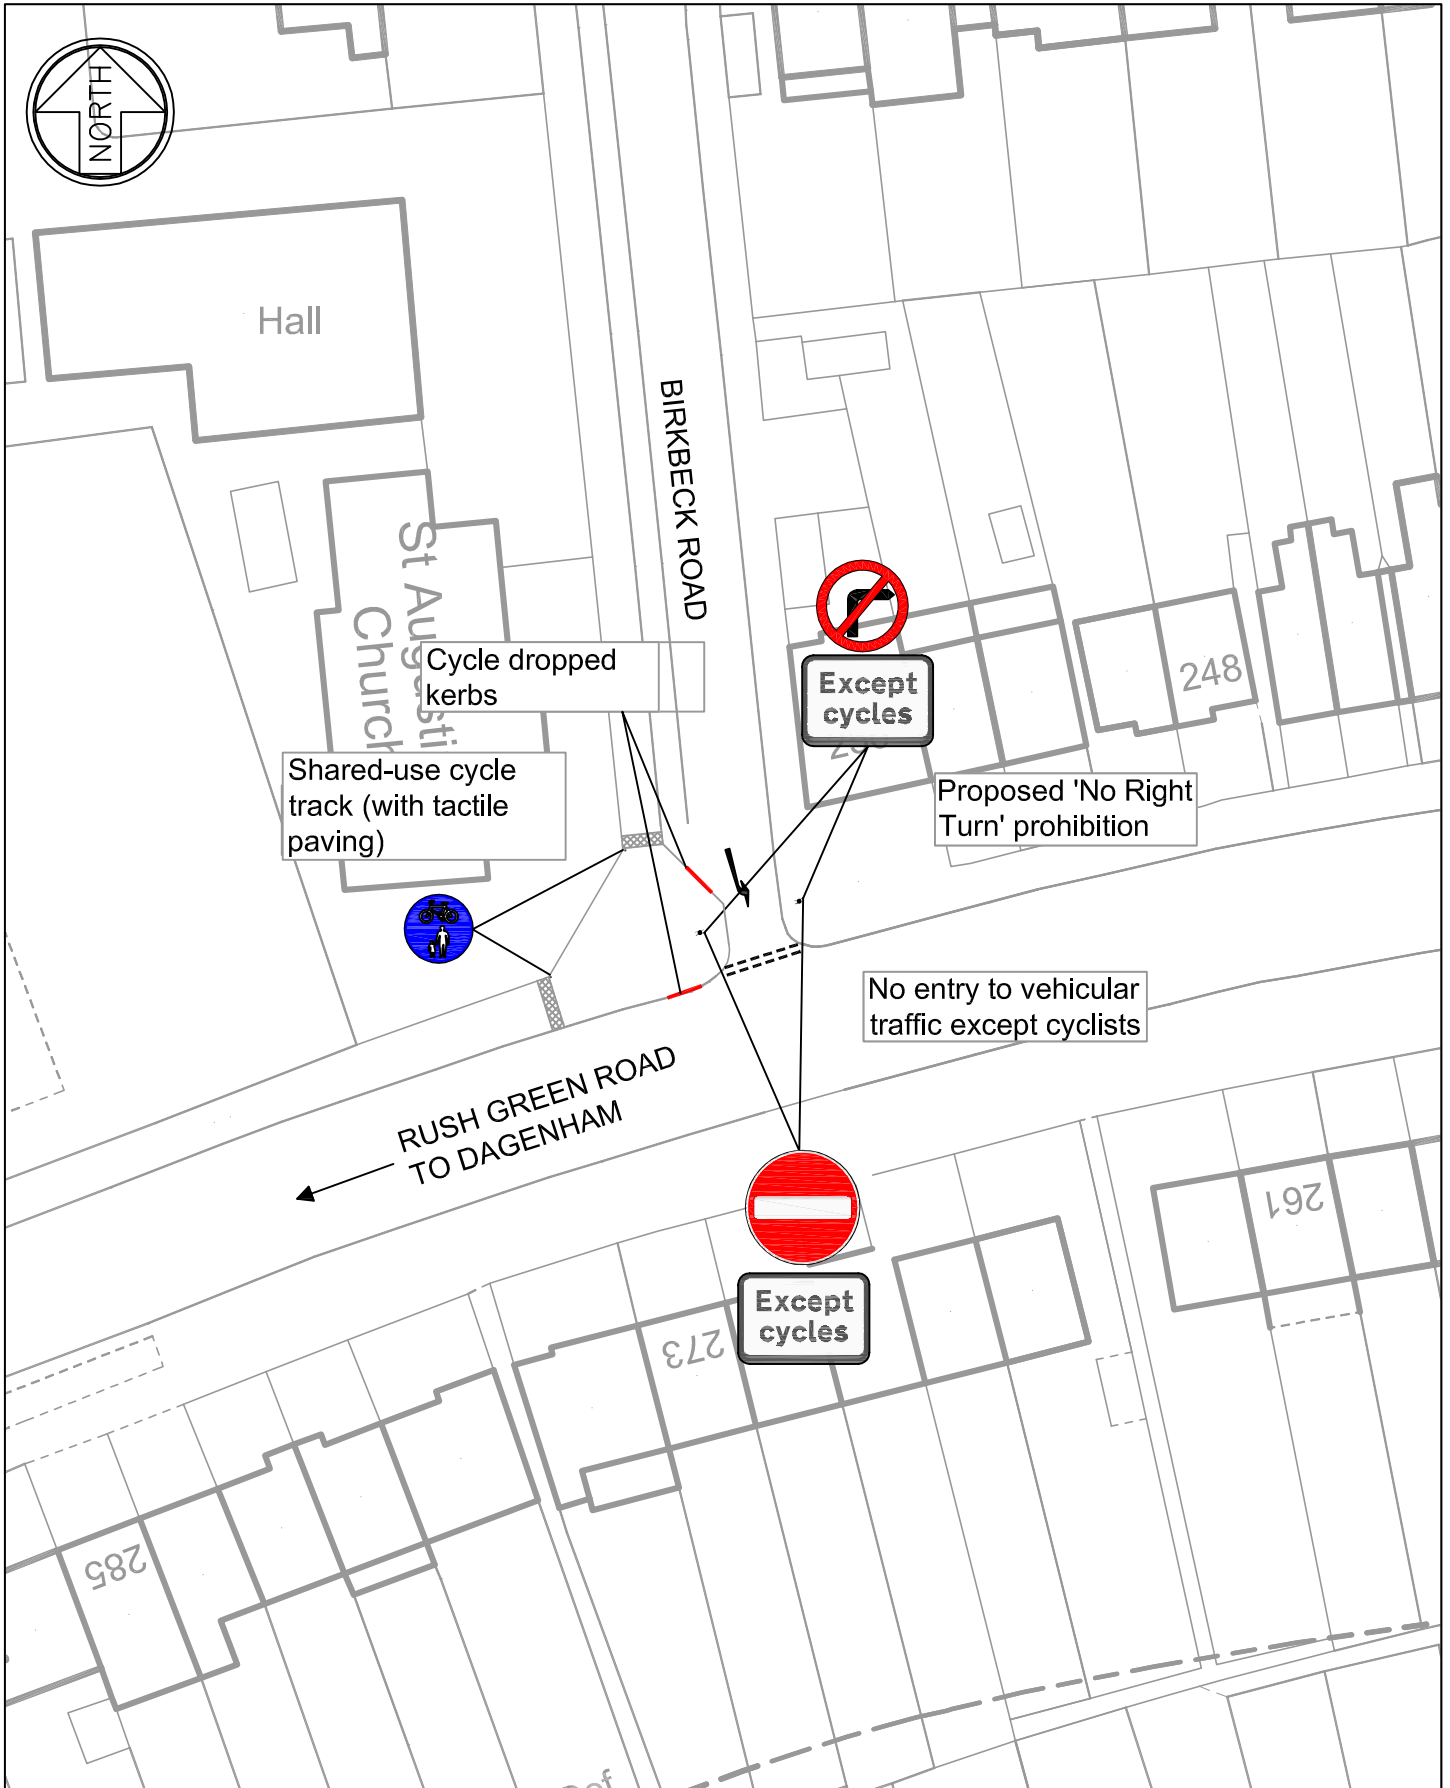 NORTH
Hall
BIRKBECK ROAD
St Augusti
Church
Cycle dropped
kerbs
Except
cycles
248
Shared-use cycle
track (with tactile
paving)
Proposed 'No Right
Turn' prohibition
No entry to vehicular
traffic except cyclists
RUSH GREEN ROAD
TO DAGENHAM
261
Except
cycles
273
285